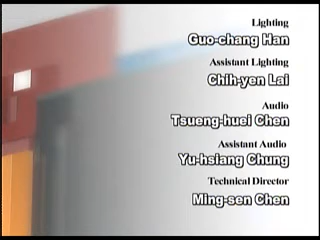 Lighting
Guo-chang Han
Assistant Lighting
Chih-yen Lai
Audio
Tsueng-huei Chen
Assistant Audio
Yu-hsiang Chung
Technical Director
Ming-sen Chen